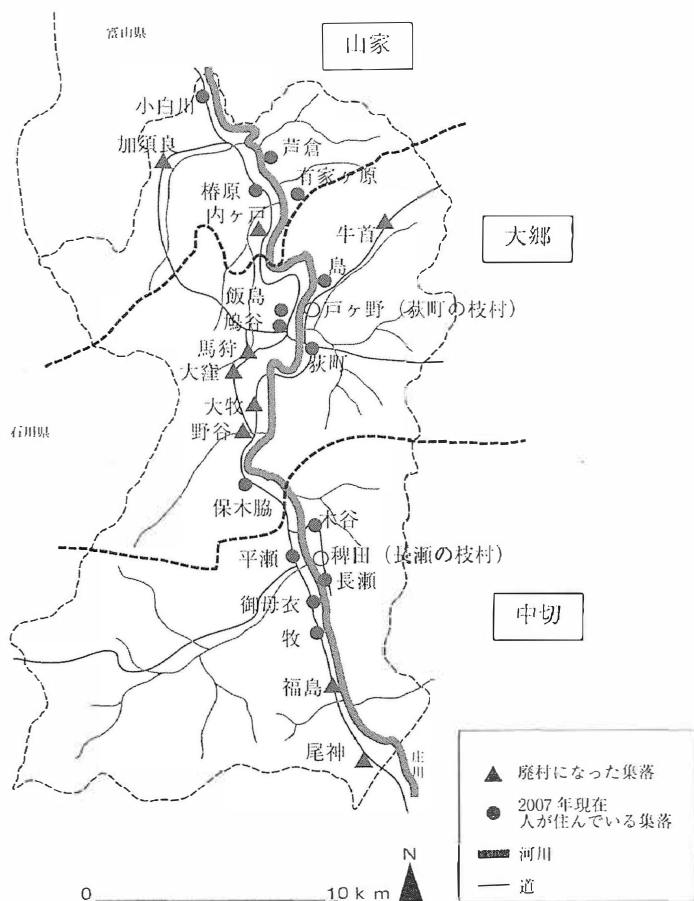 富山県
山家
小白川
加須良
芦倉
有家ヶ原
椿原
内ヶ戸
牛首
大郷
島
飯島
戸ヶ野（荻町の枝村）
鳩谷
馬狩
荻町
大窪
大牧
石川県
野谷
保木脇
木谷
平瀬
稗田（長瀬の枝村）
長瀬
御母衣
中切
牧
福島
尾神
庄川
廃村になった集落
2007年現在
人が住んでいる集落
河川
道
N
0 10 km